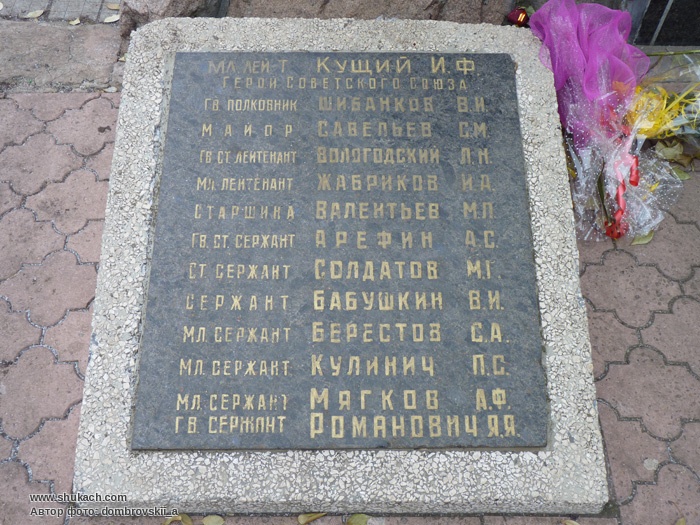 МЛ. ЛЕЙ-Т КУЩИЙ И.Ф.
ГЕРОЙ СОВЕТСКОГО СОЮЗА
ГВ. ПОЛКОВНИК ШИБАНКОВ В.И.
МАЙОР САВЕЛЬЕВ С.М.
ГВ. СТ. ЛЕЙТЕНАНТ ВОЛОГОДСКИЙ Л.Н.
МЛ. ЛЕЙТЕНАНТ ЖАБРИКОВ И.А.
СТАРШИНА ВАЛЕНТЬЕВ М.П.
ГВ. СТ. СЕРЖАНТ АРЕФИН А.С.
СТ. СЕРЖАНТ СОЛДАТОВ М.Г.
СЕРЖАНТ БАБУШКИН В.И.
МЛ. СЕРЖАНТ БЕРЕСТОВ С.А.
МЛ. СЕРЖАНТ КУЛИНИЧ П.С.
МЛ. СЕРЖАНТ МЯГКОВ А.Ф.
ГВ. СЕРЖАНТ РОМАНОВИЧ А.Я.
www.shukach.com
Автор фото: dombrovskii_a